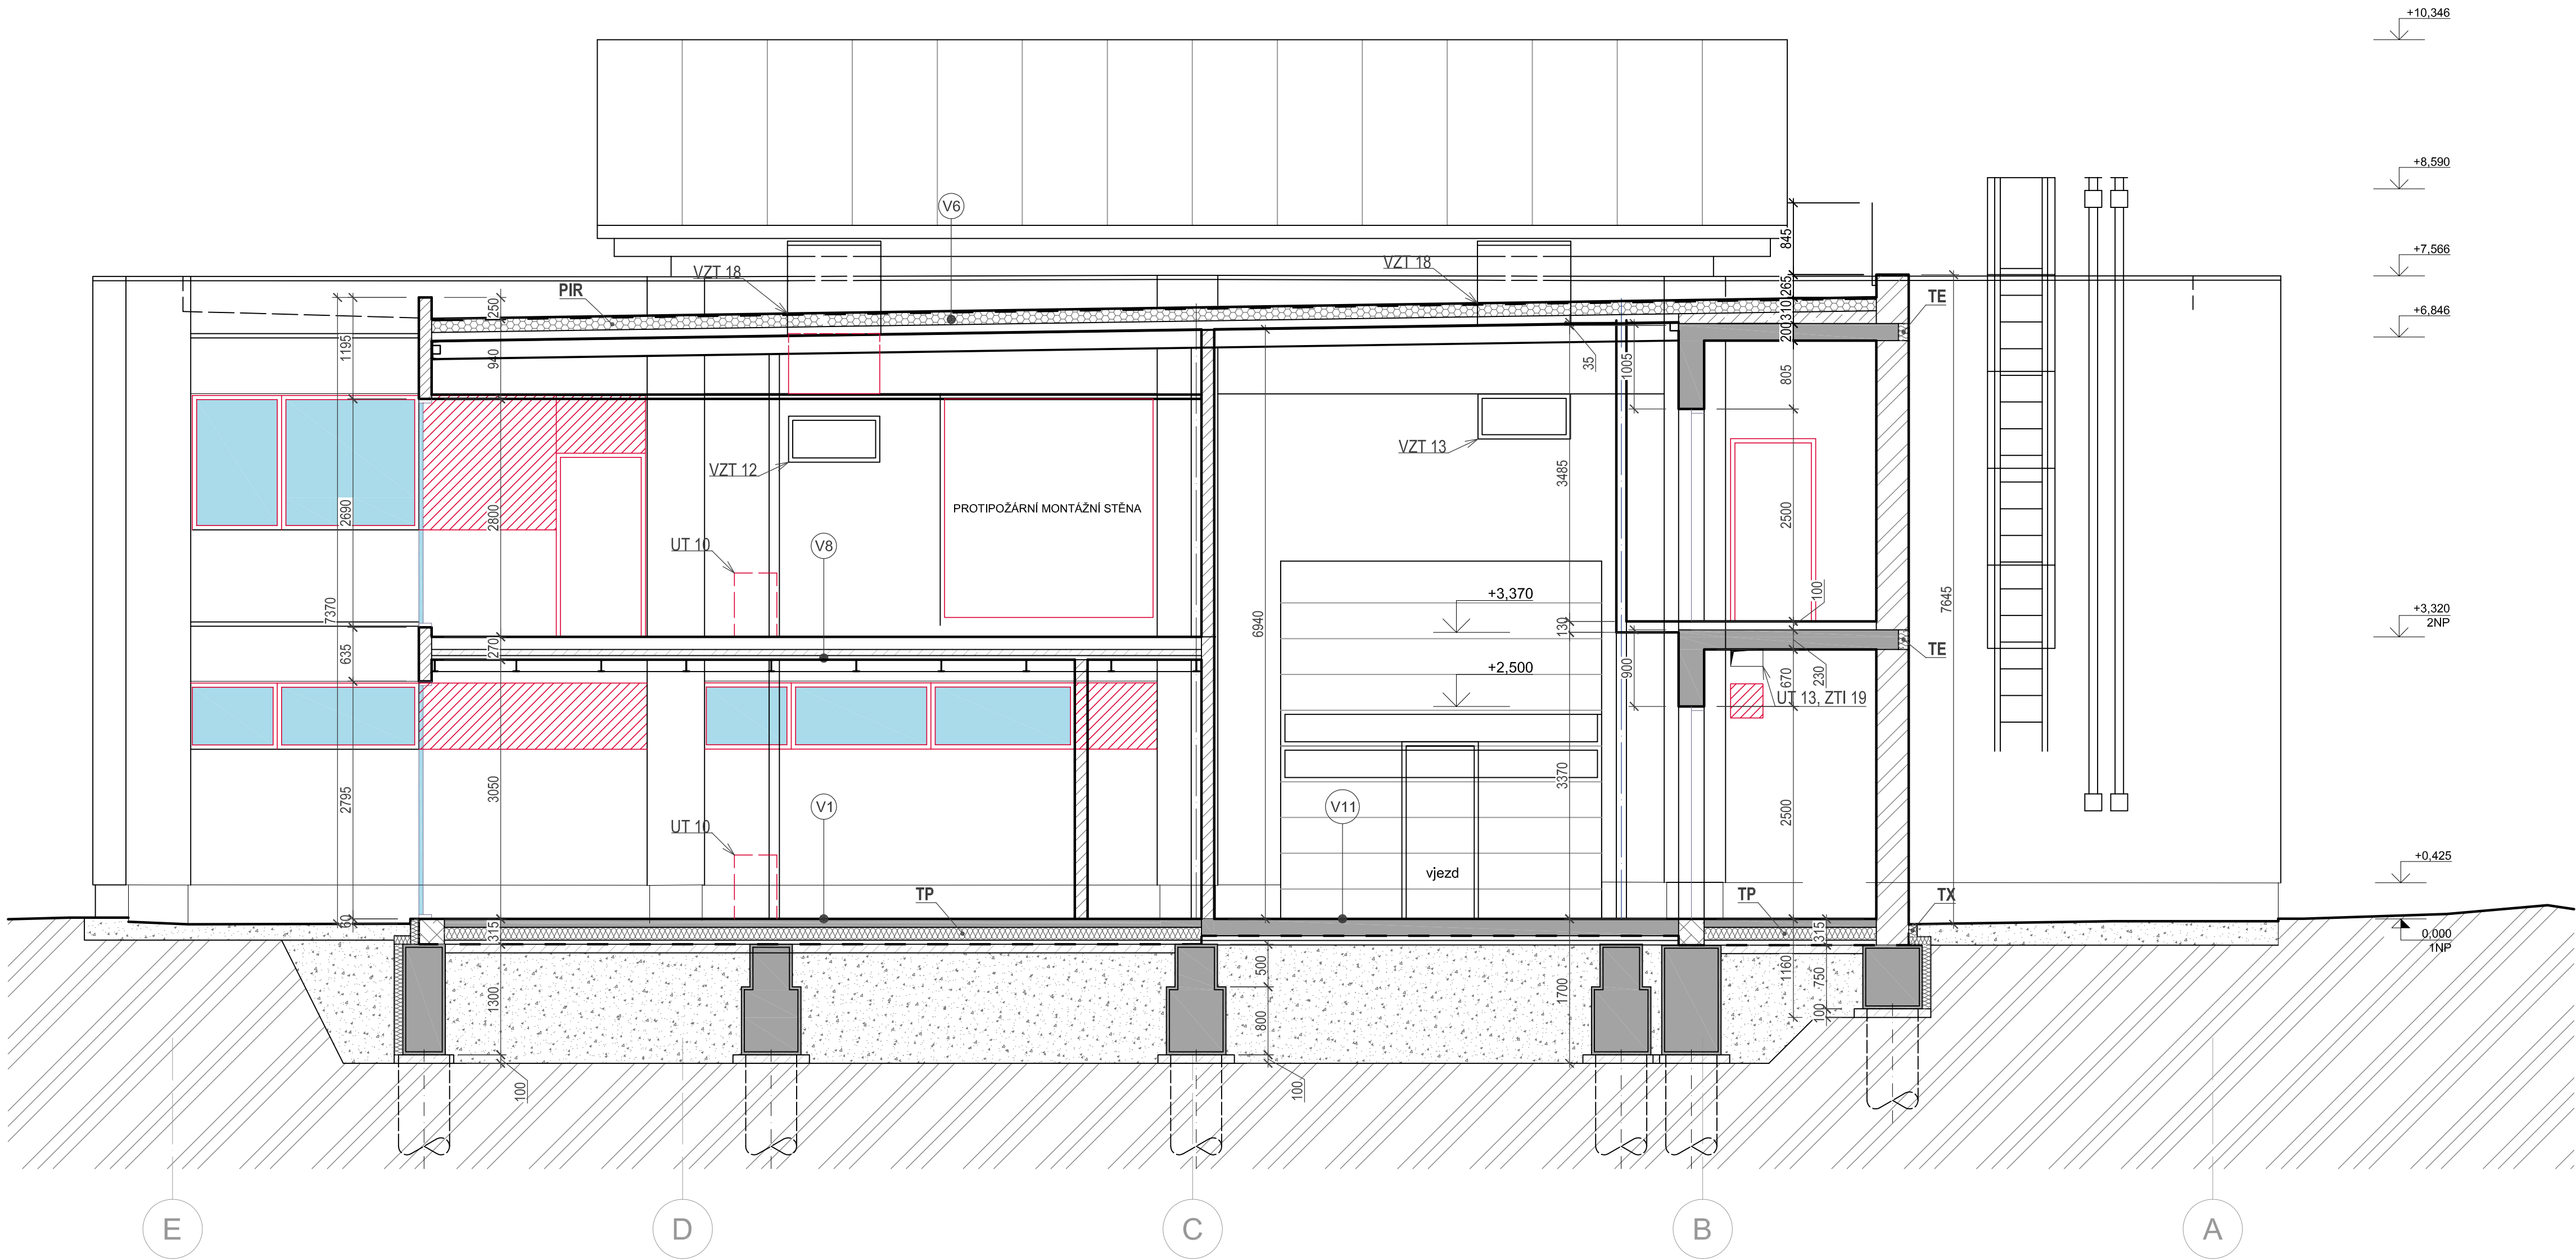 +10,346
+8,590
V6
845
+7,566
VZT 18
VZT 18
265
PIR
250
310
TE
+6,846
200
1195
940
35
1005
805
VZT 13
VZT 12
3485
2690
2800
PROTIPOŽÁRNÍ MONTÁŽNÍ STĚNA
2500
UT 10
V8
100
+3,370
7370
6940
7645
+3,320
2NP
130
635
270
TE
+2,500
900
670
230
UT 13, ZTI 19
2795
3050
V1
V11
3370
2500
UT 10
+0,425
vjezd
TP
TP
TX
60
315
315
0,000
1NP
500
1300
1700
1160
750
800
100
100
100
E
D
C
B
A